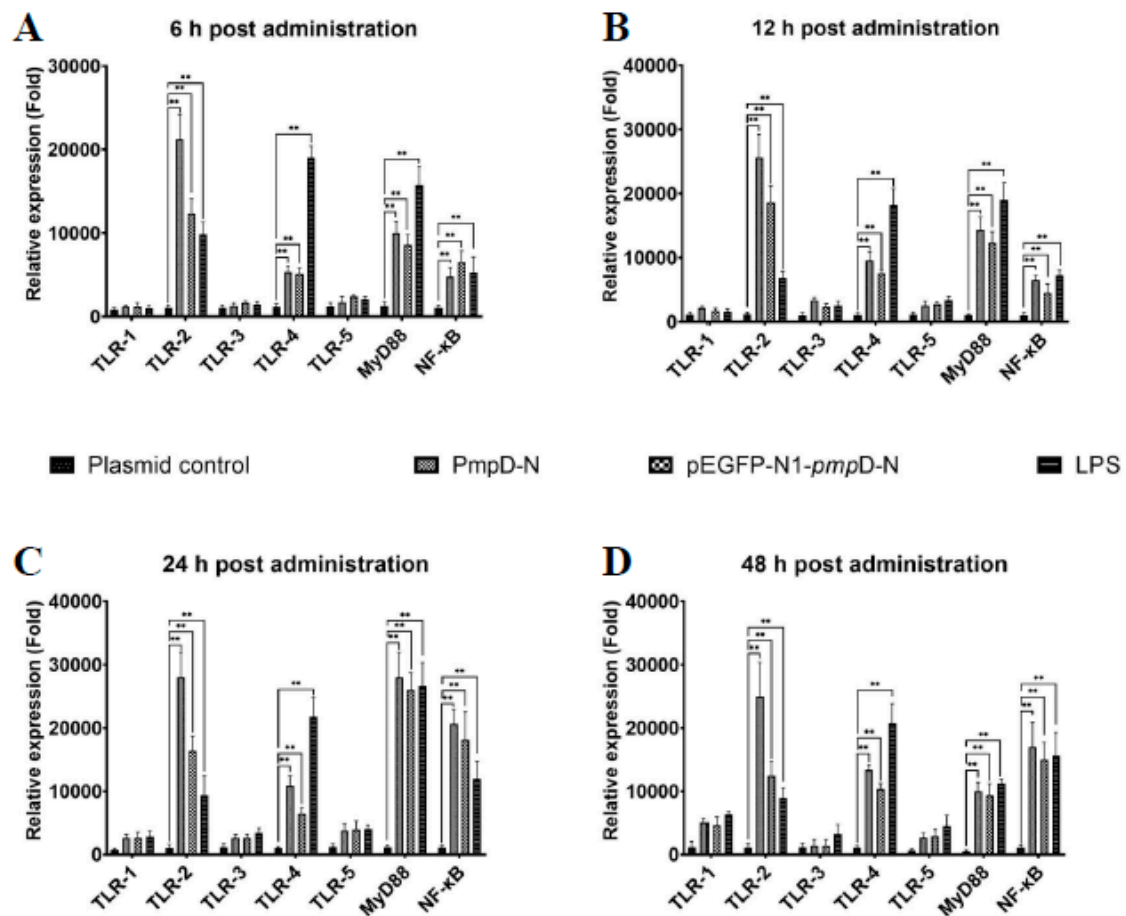 A
6 h post administration
Relative expression (Fold)
30000
20000
10000
0
** ** ** ** ** ** ** ** ** ** ** **
TLR-1 TLR-2 TLR-3 TLR-4 TLR-5 MyD88 NF-κB
B
12 h post administration
Relative expression (Fold)
40000
30000
20000
10000
0
** ** ** ** ** ** ** ** ** ** ** **
TLR-1 TLR-2 TLR-3 TLR-4 TLR-5 MyD88 NF-κB
Plasmid control PmpD-N pEGFP-N1-pmpD-N LPS
C
24 h post administration
Relative expression (Fold)
40000
30000
20000
10000
0
** ** ** ** ** ** ** ** ** ** ** **
TLR-1 TLR-2 TLR-3 TLR-4 TLR-5 MyD88 NF-κB
D
48 h post administration
Relative expression (Fold)
40000
30000
20000
10000
0
** ** ** ** ** ** ** ** ** ** ** **
TLR-1 TLR-2 TLR-3 TLR-4 TLR-5 MyD88 NF-κB